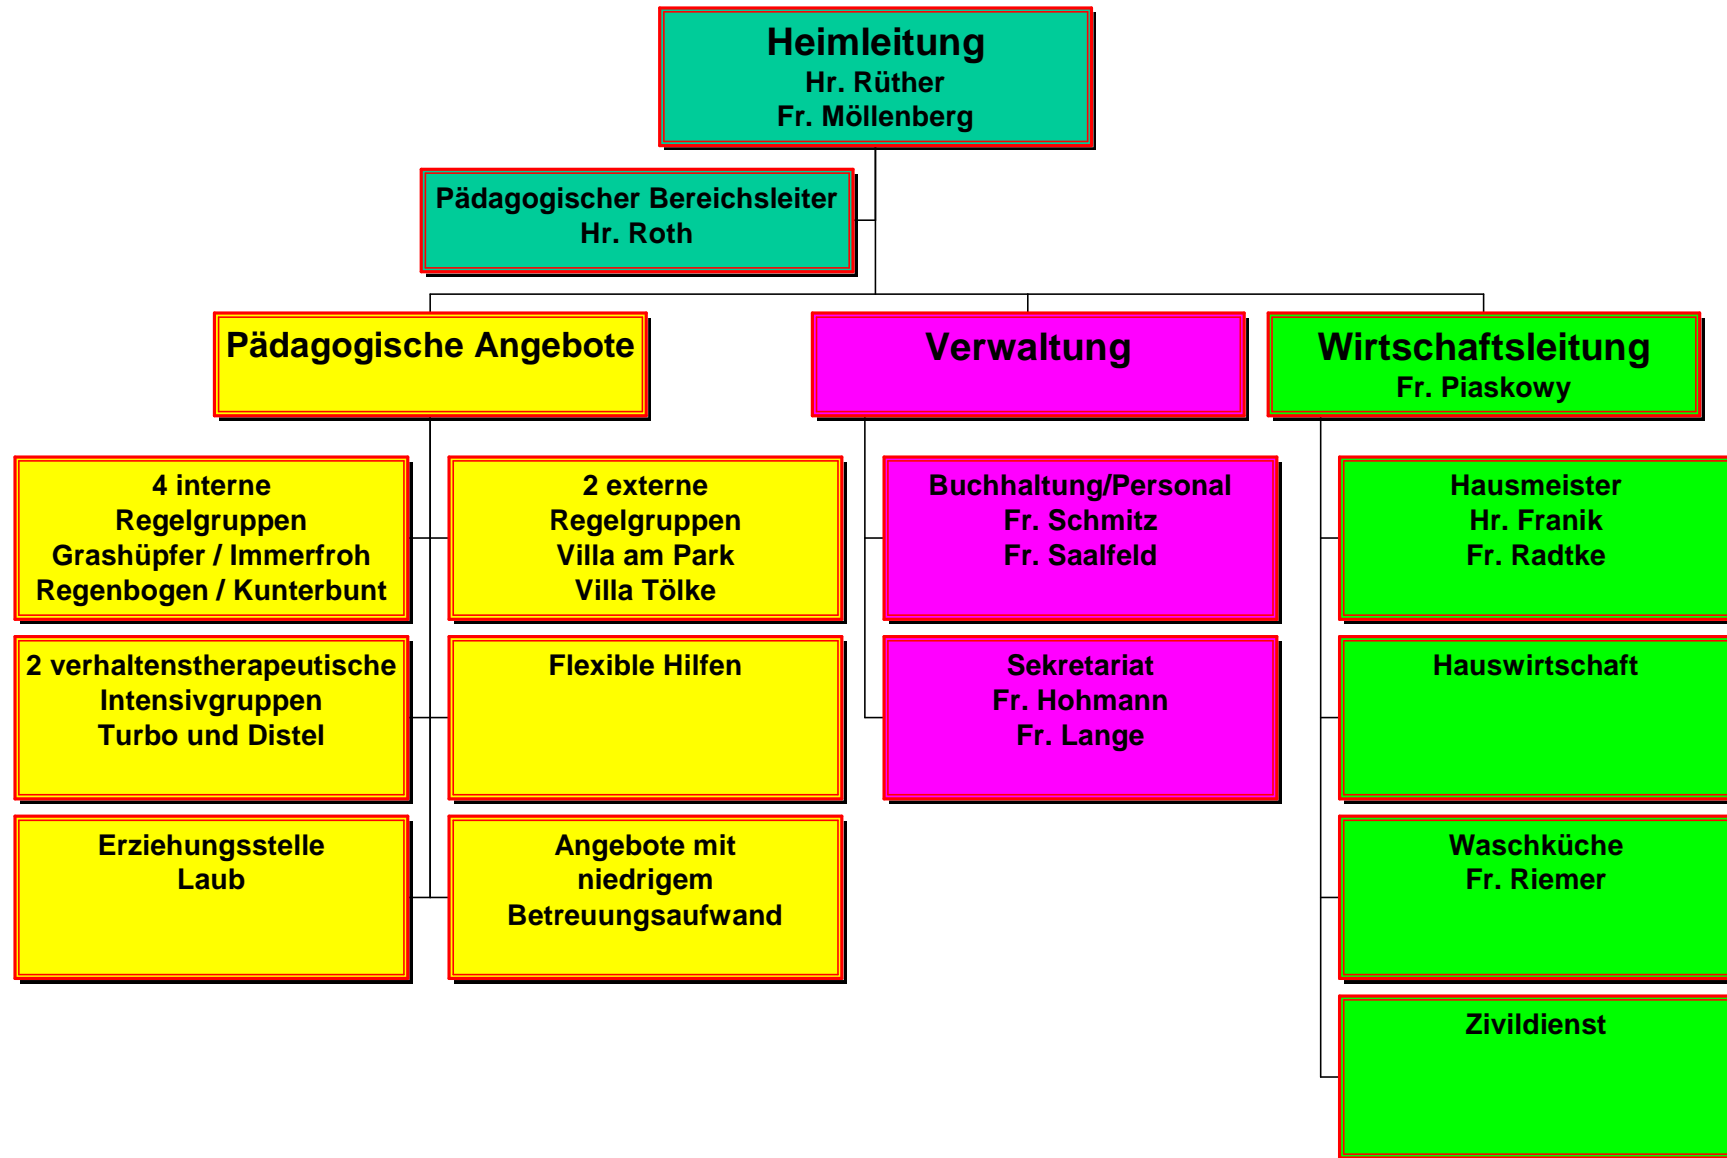 Heimleitung
Hr. Rüther
Fr. Möllenberg
Pädagogischer Bereichsleiter
Hr. Roth
Pädagogische Angebote
Verwaltung
Wirtschaftsleitung
Fr. Piaskowy
4 interne
Regelgruppen
Grashüpfer / Immerfroh
Regenbogen / Kunterbunt
2 externe
Regelgruppen
Villa am Park
Villa Tölke
Buchhaltung/Personal
Fr. Schmitz
Fr. Saalfeld
Hausmeister
Hr. Franik
Fr. Radtke
2 verhaltenstherapeutische
Intensivgruppen
Turbo und Distel
Flexible Hilfen
Sekretariat
Fr. Hohmann
Fr. Lange
Hauswirtschaft
Erziehungsstelle
Laub
Angebote mit
niedrigem
Betreuungsaufwand
Waschküche
Fr. Riemer
Zivildienst